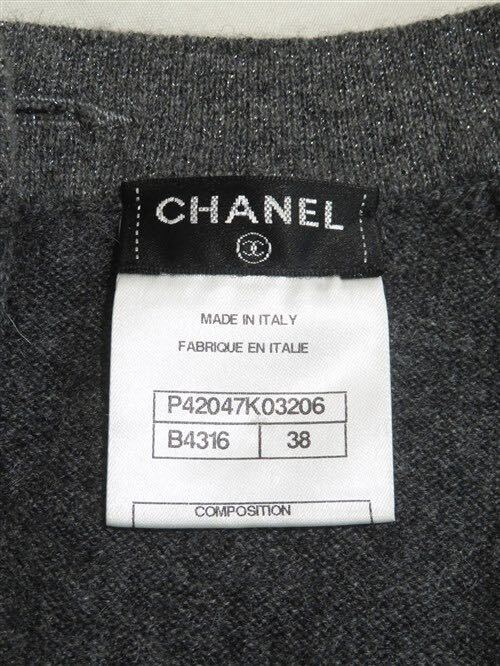 CHANEL
MADE IN ITALY
FABRIQUE EN ITALIE
P42047K03206
B4316 38
COMPOSITION